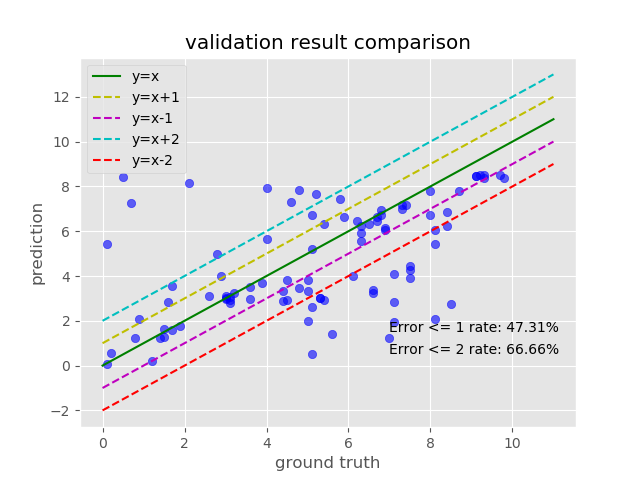 validation result comparison
y=x
y=x+1
y=x-1
y=x+2
y=x-2
12
10
8
6
4
2
0
−2
prediction
Error <= 1 rate: 47.31%
Error <= 2 rate: 66.66%
0 2 4 6 8 10
ground truth